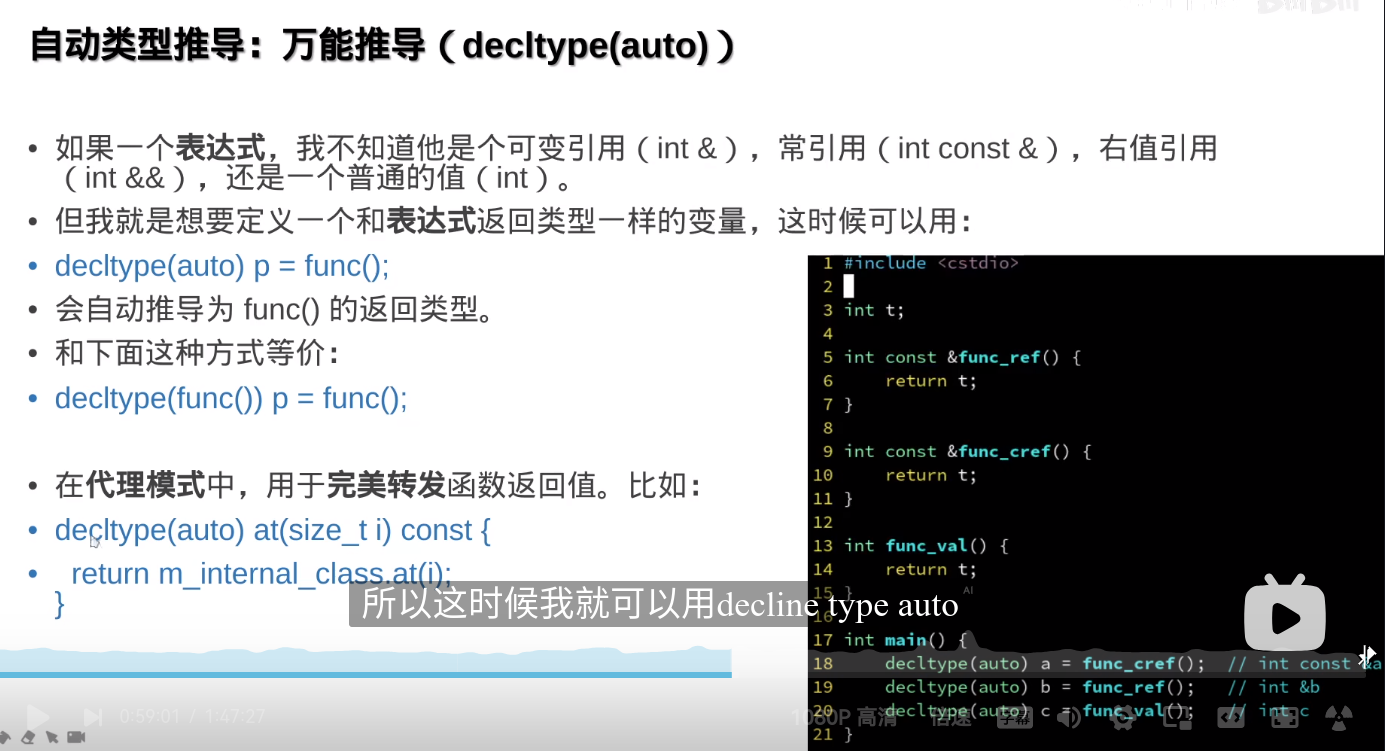 自动类型推导：万能推导（decltype(auto)）
• 如果一个表达式，我不知道他是个可变引用（int &），常引用（int const &），右值引用
（int &&），还是一个普通的值（int）。
• 但我就是想要定义一个和表达式返回类型一样的变量，这时候可以用：
• decltype(auto) p = func();
• 会自动推导为 func() 的返回类型。
• 和下面这种方式等价：
• decltype(func()) p = func();
• 在代理模式中，用于完美转发函数返回值。比如：
• decltype(auto) at(size_t i) const {
• return m_internal_class.at(i);
}
1 #include <cstdio>
2
3 int t;
4
5 int const &func_ref() {
6     return t;
7 }
8
9 int const &func_cref() {
10     return t;
11 }
12
13 int func_val() {
14     return t;
15 }
16
17 int main() {
18     decltype(auto) a = func_cref();  // int const &a
19     decltype(auto) b = func_ref();   // int &b
20     decltype(auto) c = func_val();   // int c
21 }
AI
所以这时候我就可以用decline type auto
0:59:01 / 1:47:27
1080P 高清
倍速
字幕